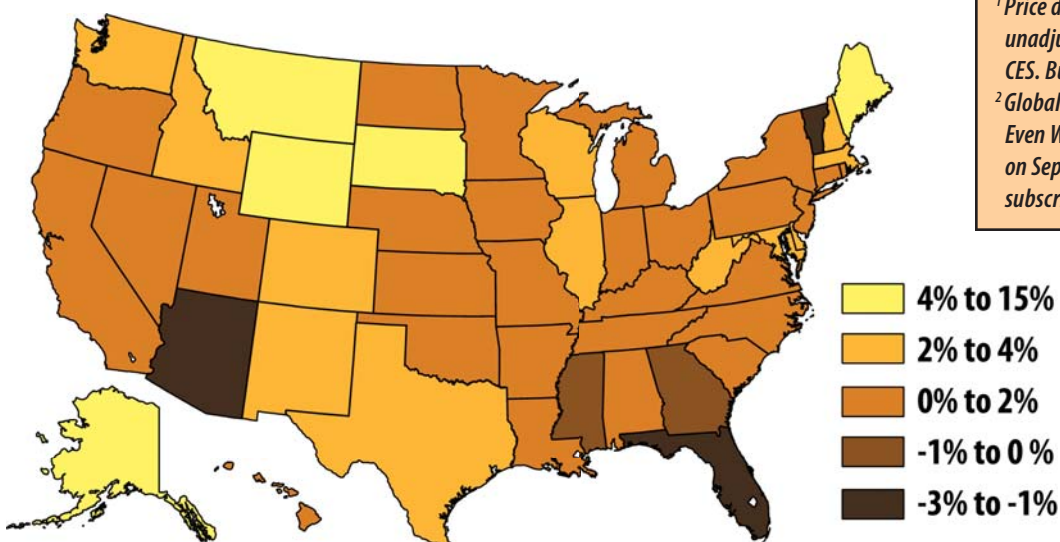 ¹ Price d
unadju
CES. Bu
² Global
Even W
on Sep
subscr
4% to 15%
2% to 4%
0% to 2%
-1% to 0 %
-3% to -1%